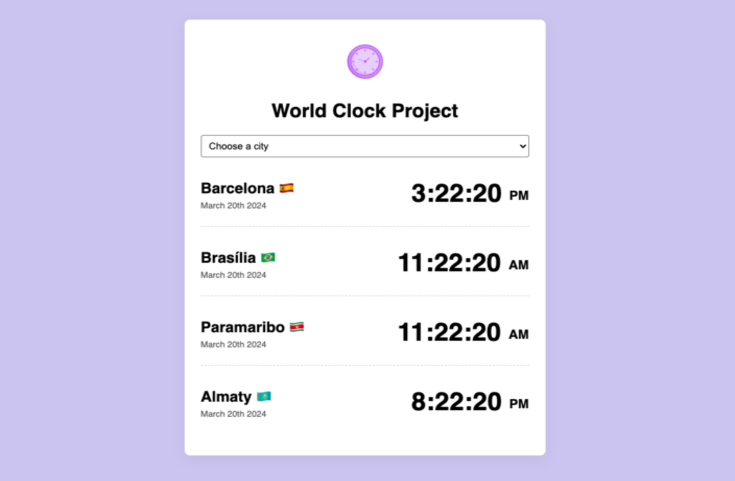 World Clock Project
Choose a city
Barcelona 🇪🇸 3:22:20 PM
March 20th 2024
Brasília 🇧🇷 11:22:20 AM
March 20th 2024
Paramaribo 🇸🇷 11:22:20 AM
March 20th 2024
Almaty 🇰🇿 8:22:20 PM
March 20th 2024